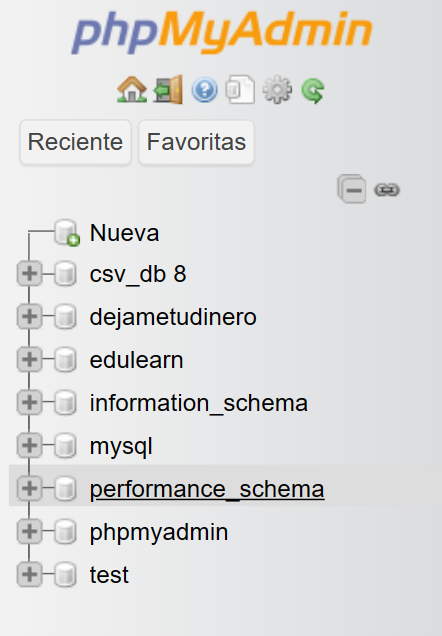 phpMyAdmin
Reciente Favoritas
Nueva
csv_db 8
dejametudinero
edulearn
information_schema
mysql
performance_schema
phpmyadmin
test